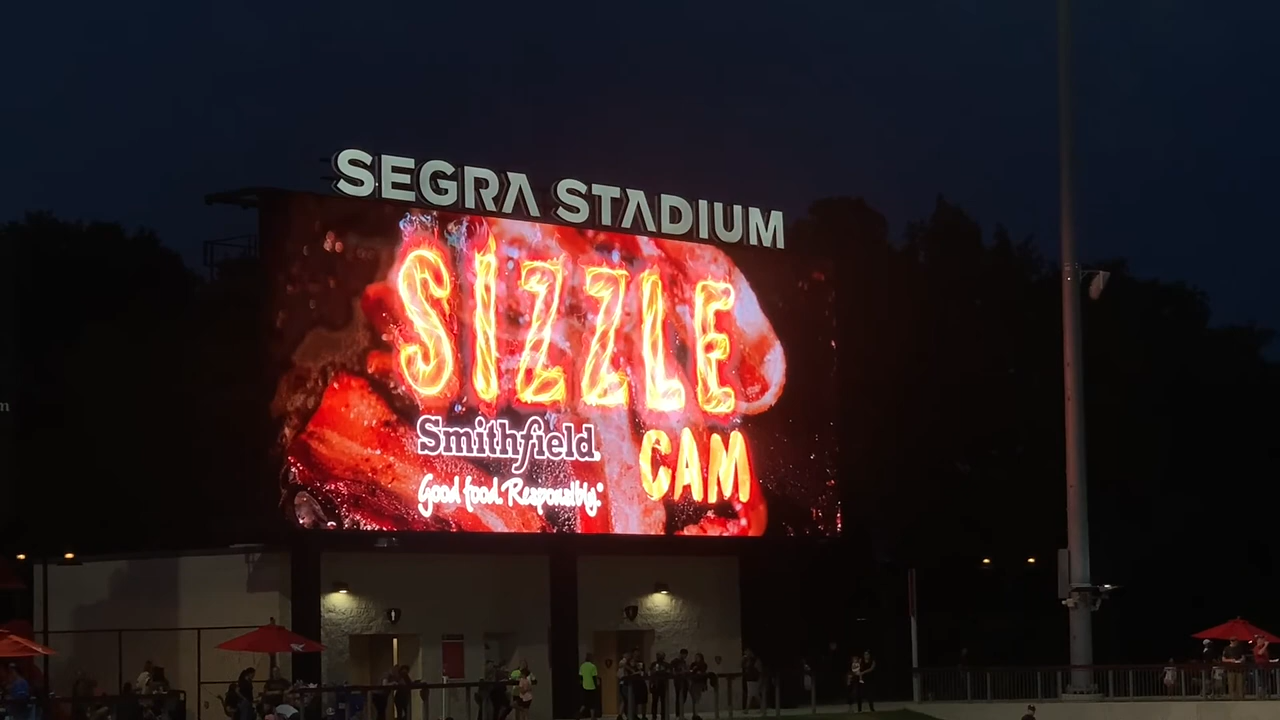 SEGRA STADIUM
SIZZLE
Smithfield
CAM
Good food. Responsibly.®